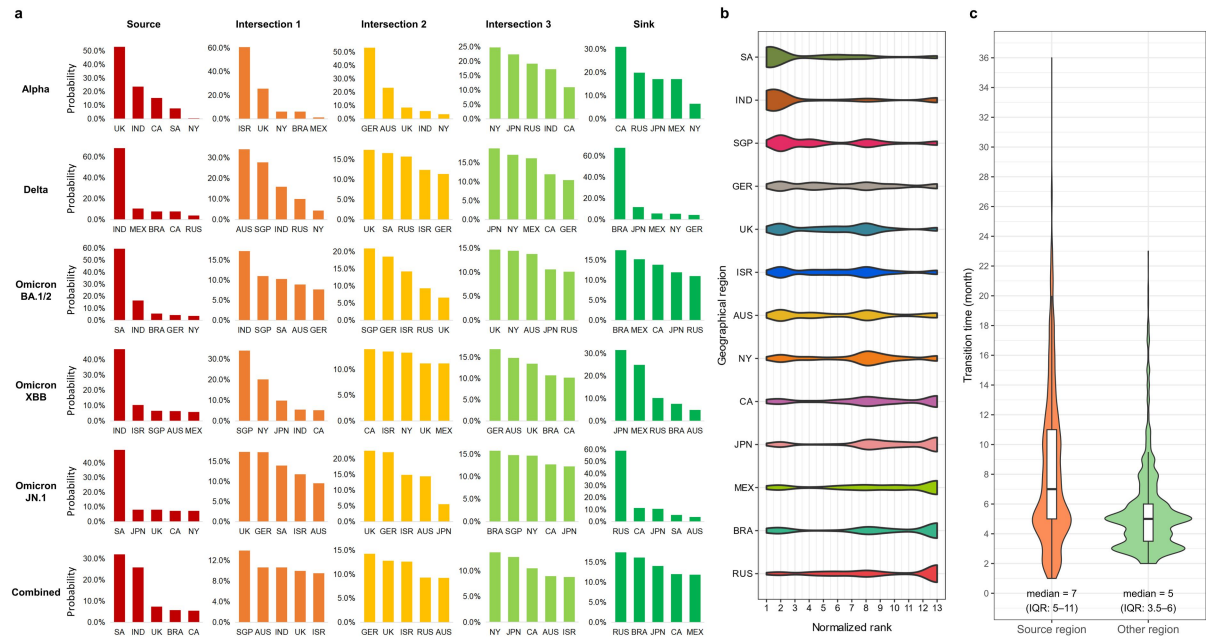 a
Source
Intersection 1
Intersection 2
Intersection 3
Sink
Alpha
Probability
50.0%
40.0%
30.0%
20.0%
10.0%
0.0%
UK IND CA SA NY
60.0%
40.0%
20.0%
0.0%
ISR UK NY BRA MEX
50.0%
40.0%
30.0%
20.0%
10.0%
0.0%
GER AUS UK IND NY
25.0%
20.0%
15.0%
10.0%
5.0%
0.0%
NY JPN RUS IND CA
30.0%
20.0%
10.0%
0.0%
CA RUS JPN MEX NY
Delta
Probability
60.0%
40.0%
20.0%
0.0%
IND MEX BRA CA RUS
30.0%
20.0%
10.0%
0.0%
AUS SGP IND RUS NY
15.0%
10.0%
5.0%
0.0%
UK SA RUS ISR GER
15.0%
10.0%
5.0%
0.0%
JPN NY MEX CA GER
60.0%
40.0%
20.0%
0.0%
BRA JPN MEX NY GER
Omicron
BA.1/2
Probability
60.0%
50.0%
40.0%
30.0%
20.0%
10.0%
0.0%
SA IND BRA GER NY
15.0%
10.0%
5.0%
0.0%
IND SGP SA AUS GER
20.0%
15.0%
10.0%
5.0%
0.0%
SGP GER ISR RUS UK
15.0%
10.0%
5.0%
0.0%
UK NY AUS JPN RUS
15.0%
10.0%
5.0%
0.0%
BRA MEX CA JPN RUS
Omicron
XBB
Probability
40.0%
30.0%
20.0%
10.0%
0.0%
IND ISR SGP AUS MEX
30.0%
20.0%
10.0%
0.0%
SGP NY JPN IND CA
10.0%
5.0%
0.0%
CA ISR NY UK MEX
15.0%
10.0%
5.0%
0.0%
GER AUS UK BRA CA
30.0%
20.0%
10.0%
0.0%
JPN MEX RUS BRA AUS
Omicron
JN.1
Probability
40.0%
30.0%
20.0%
10.0%
0.0%
SA JPN UK CA NY
15.0%
10.0%
5.0%
0.0%
UK GER SA ISR AUS
20.0%
15.0%
10.0%
5.0%
0.0%
UK GER ISR AUS JPN
15.0%
10.0%
5.0%
0.0%
BRA SGP NY CA JPN
60.0%
50.0%
40.0%
30.0%
20.0%
10.0%
0.0%
RUS CA JPN SA AUS
Combined
Probability
30.0%
20.0%
10.0%
0.0%
SA IND UK BRA CA
12.0%
8.0%
4.0%
0.0%
SGP AUS IND UK ISR
15.0%
10.0%
5.0%
0.0%
UK GER ISR RUS AUS
10.0%
5.0%
0.0%
NY JPN CA AUS ISR
15.0%
10.0%
5.0%
0.0%
RUS BRA JPN CA MEX
b
Geographical region
SA
IND
SGP
GER
UK
ISR
AUS
NY
CA
JPN
MEX
BRA
RUS
1 2 3 4 5 6 7 8 9 10 11 12 13
Normalized rank
c
Transition time (month)
36
34
32
30
28
26
24
22
20
18
16
14
12
10
8
6
4
2
0
median = 7
(IQR: 5–11)
median = 5
(IQR: 3.5–6)
Source region
Other region